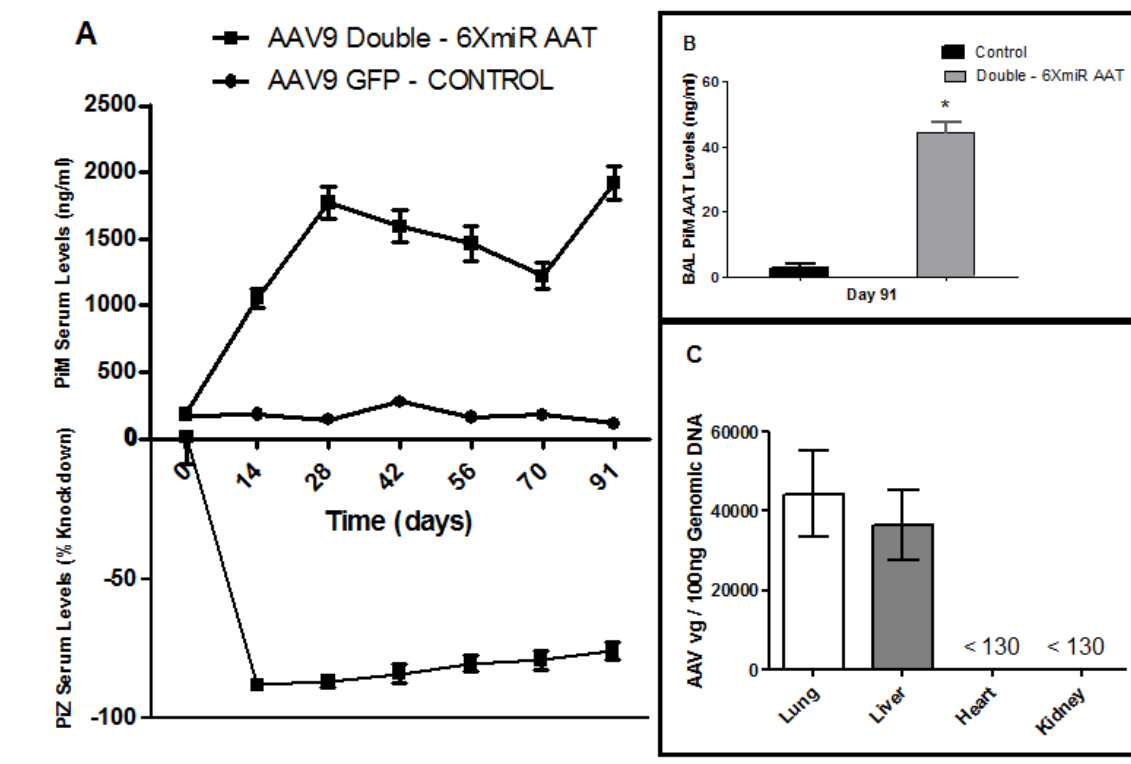 A
AAV9 Double - 6XmiR AAT
AAV9 GFP - CONTROL
PiM Serum Levels (ng/ml)
2500
2000
1500
1000
500
0
0 14 28 42 56 70 91
Time (days)
PiZ Serum Levels (% Knockdown)
-50
-100
B
Control
Double - 6XmiR AAT
BAL PiM AAT Levels (ng/ml)
60
40
20
0
*
Day 91
C
AAV vg / 100ng Genomic DNA
60000
40000
20000
0
< 130 < 130
Lung Liver Heart Kidney